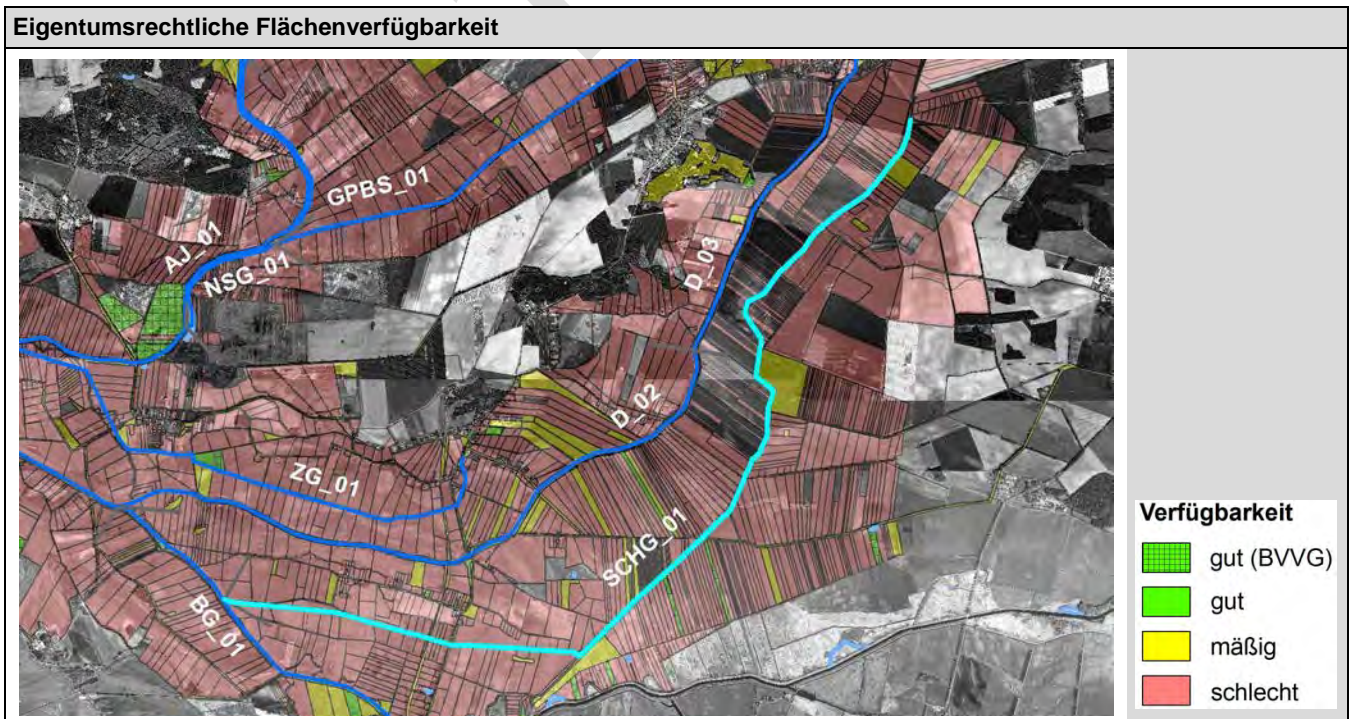 Eigentumsrechtliche Flächenverfügbarkeit
GPBS_01
AJ_01
NSG_01
D_03
D_02
ZG_01
SCHG_01
BG_01
Verfügbarkeit
gut (BVVG)
gut
mäßig
schlecht